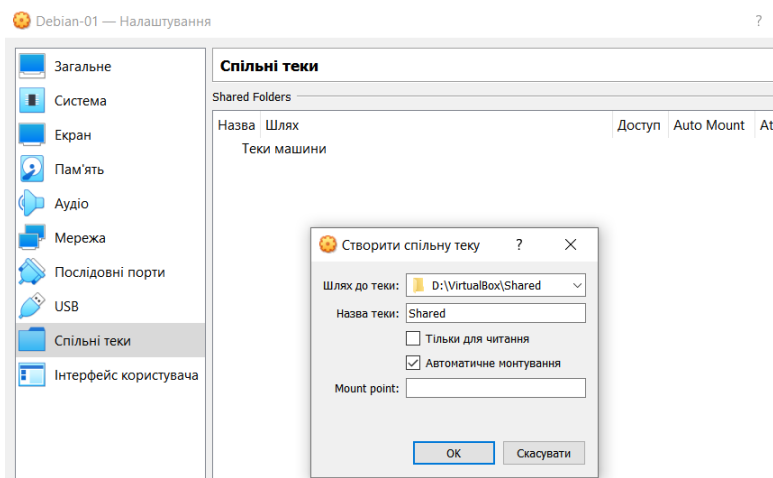 Debian-01 — Налаштування ?
Загальне
Система
Екран
Пам'ять
Аудіо
Мережа
Послідовні порти
USB
Спільні теки
Інтерфейс користувача
Спільні теки
Shared Folders
Назва Шлях Доступ Auto Mount At
Теки машини
Створити спільну теку ?
Шлях до теки: D:\VirtualBox\Shared
Назва теки: Shared
Тільки для читання
Автоматичне монтування
Mount point:
OK Скасувати